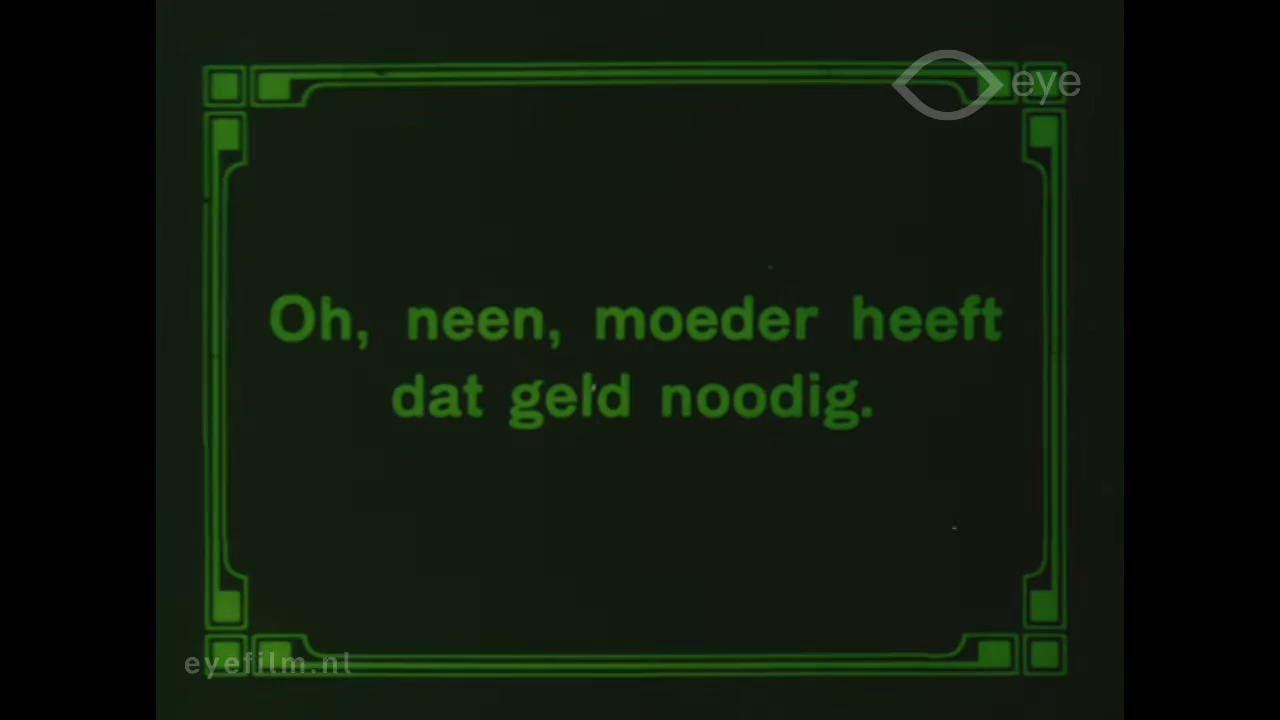 eye
Oh, neen, moeder heeft
dat geld noodig.
eyefilm.nl